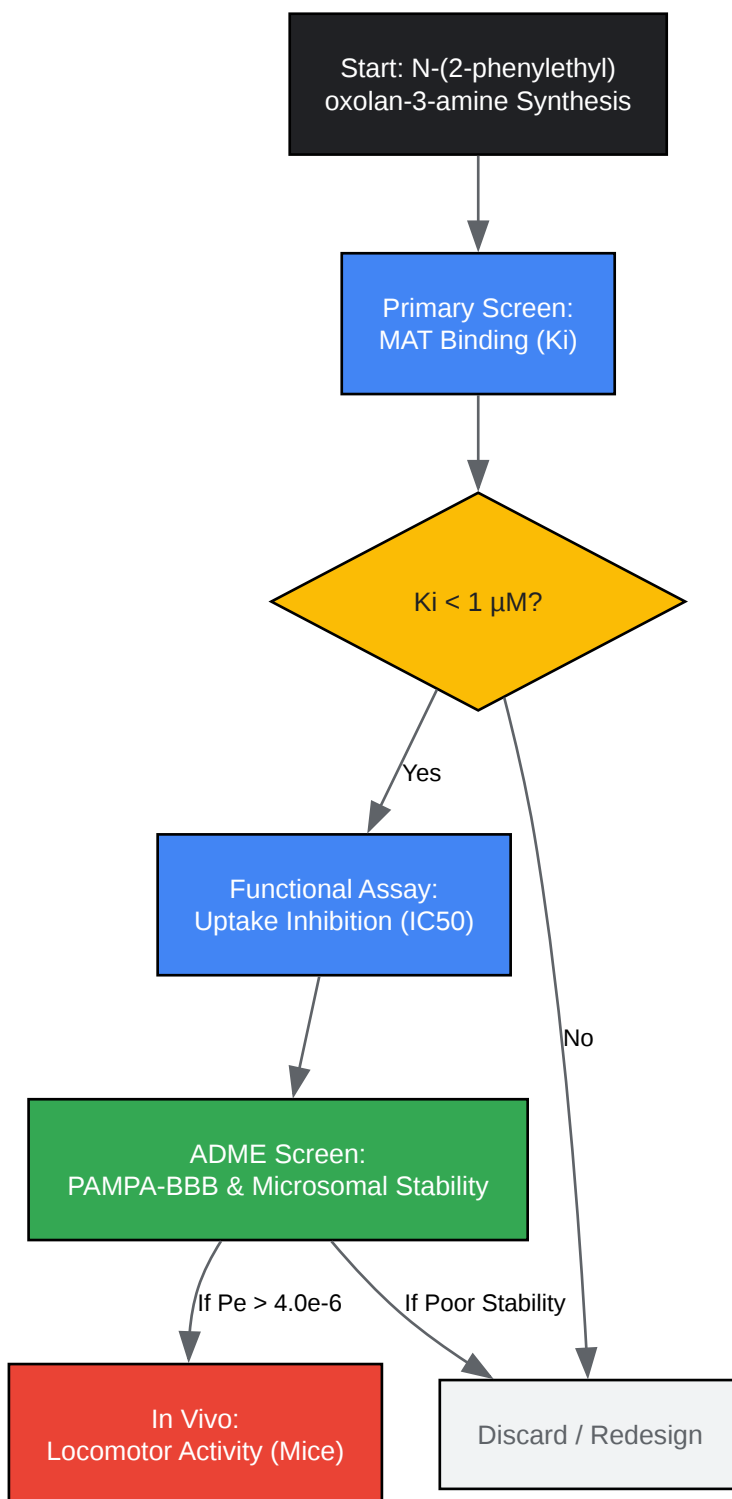 Start: N-(2-phenylethyl)
oxolan-3-amine Synthesis
Primary Screen:
MAT Binding (Ki)
Ki < 1 µM?
Yes
Functional Assay:
Uptake Inhibition (IC50)
No
ADME Screen:
PAMPA-BBB & Microsomal Stability
If Pe > 4.0e-6
If Poor Stability
In Vivo:
Locomotor Activity (Mice)
Discard / Redesign